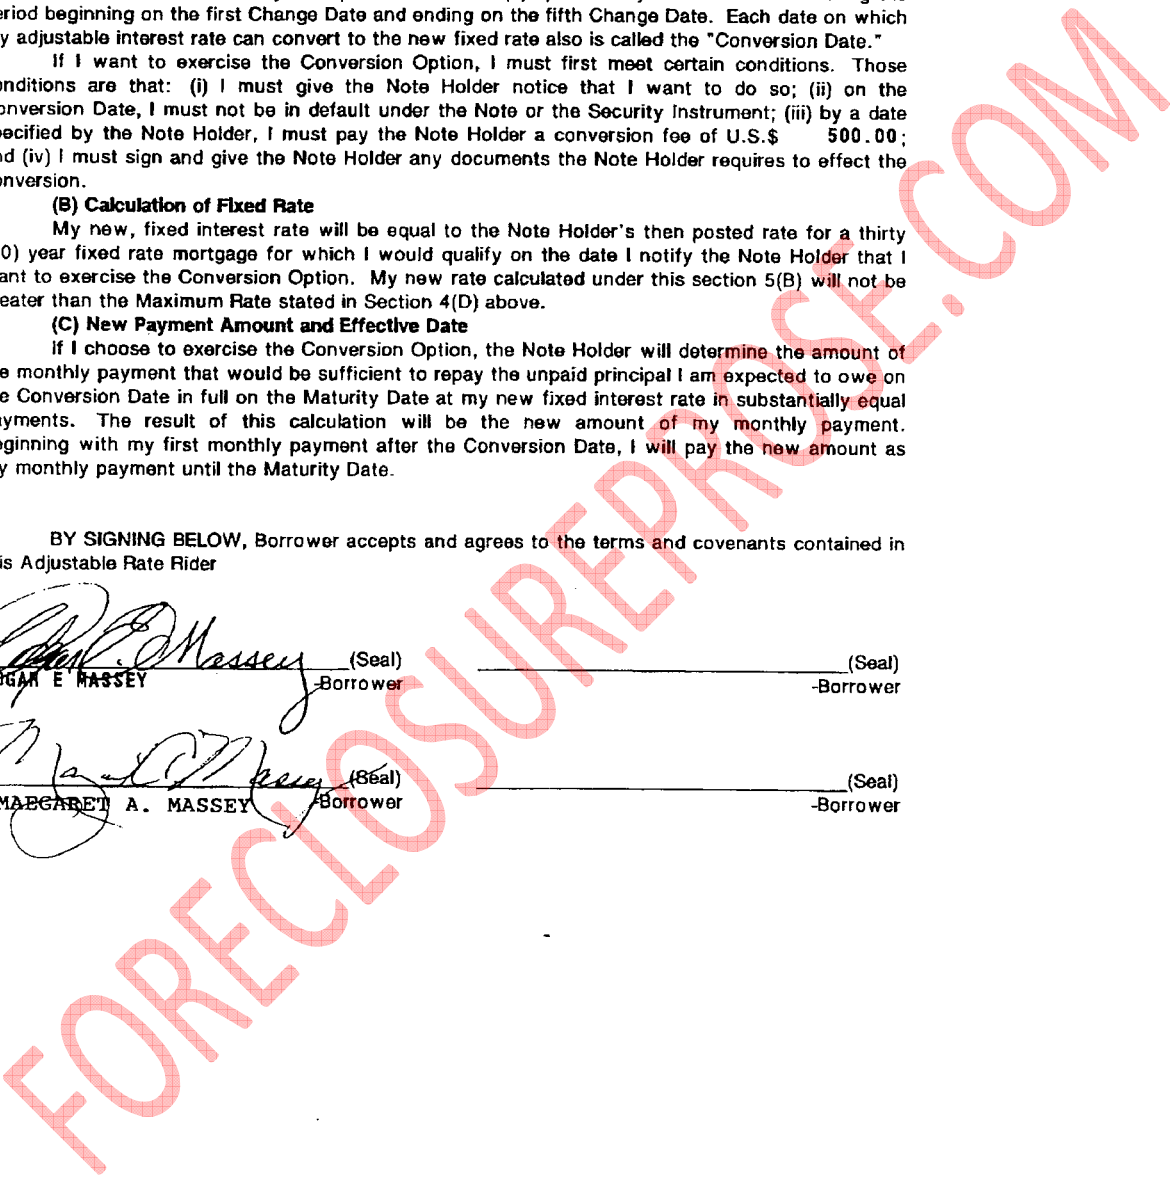 eriod beginning on the first Change Date and ending on the fifth Change Date. Each date on which
y adjustable interest rate can convert to the new fixed rate also is called the "Conversion Date."
If I want to exercise the Conversion Option, I must first meet certain conditions. Those
onditions are that: (i) I must give the Note Holder notice that I want to do so; (ii) on the
onversion Date, I must not be in default under the Note or the Security Instrument; (iii) by a date
pecified by the Note Holder, I must pay the Note Holder a conversion fee of U.S.$ 500.00;
nd (iv) I must sign and give the Note Holder any documents the Note Holder requires to effect the
onversion.
(B) Calculation of Fixed Rate
My new, fixed interest rate will be equal to the Note Holder's then posted rate for a thirty
0) year fixed rate mortgage for which I would qualify on the date I notify the Note Holder that I
ant to exercise the Conversion Option. My new rate calculated under this section 5(B) will not be
reater than the Maximum Rate stated in Section 4(D) above.
(C) New Payment Amount and Effective Date
If I choose to exercise the Conversion Option, the Note Holder will determine the amount of
e monthly payment that would be sufficient to repay the unpaid principal I am expected to owe on
e Conversion Date in full on the Maturity Date at my new fixed interest rate in substantially equal
ayments. The result of this calculation will be the new amount of my monthly payment.
eginning with my first monthly payment after the Conversion Date, I will pay the new amount as
y monthly payment until the Maturity Date.
BY SIGNING BELOW, Borrower accepts and agrees to the terms and covenants contained in
is Adjustable Rate Rider
E Massey (Seal) (Seal)
GAR E MASSEY -Borrower -Borrower
Massey (Seal) (Seal)
MARGARET A. MASSEY -Borrower -Borrower
FORECLOSUREPROSE.COM